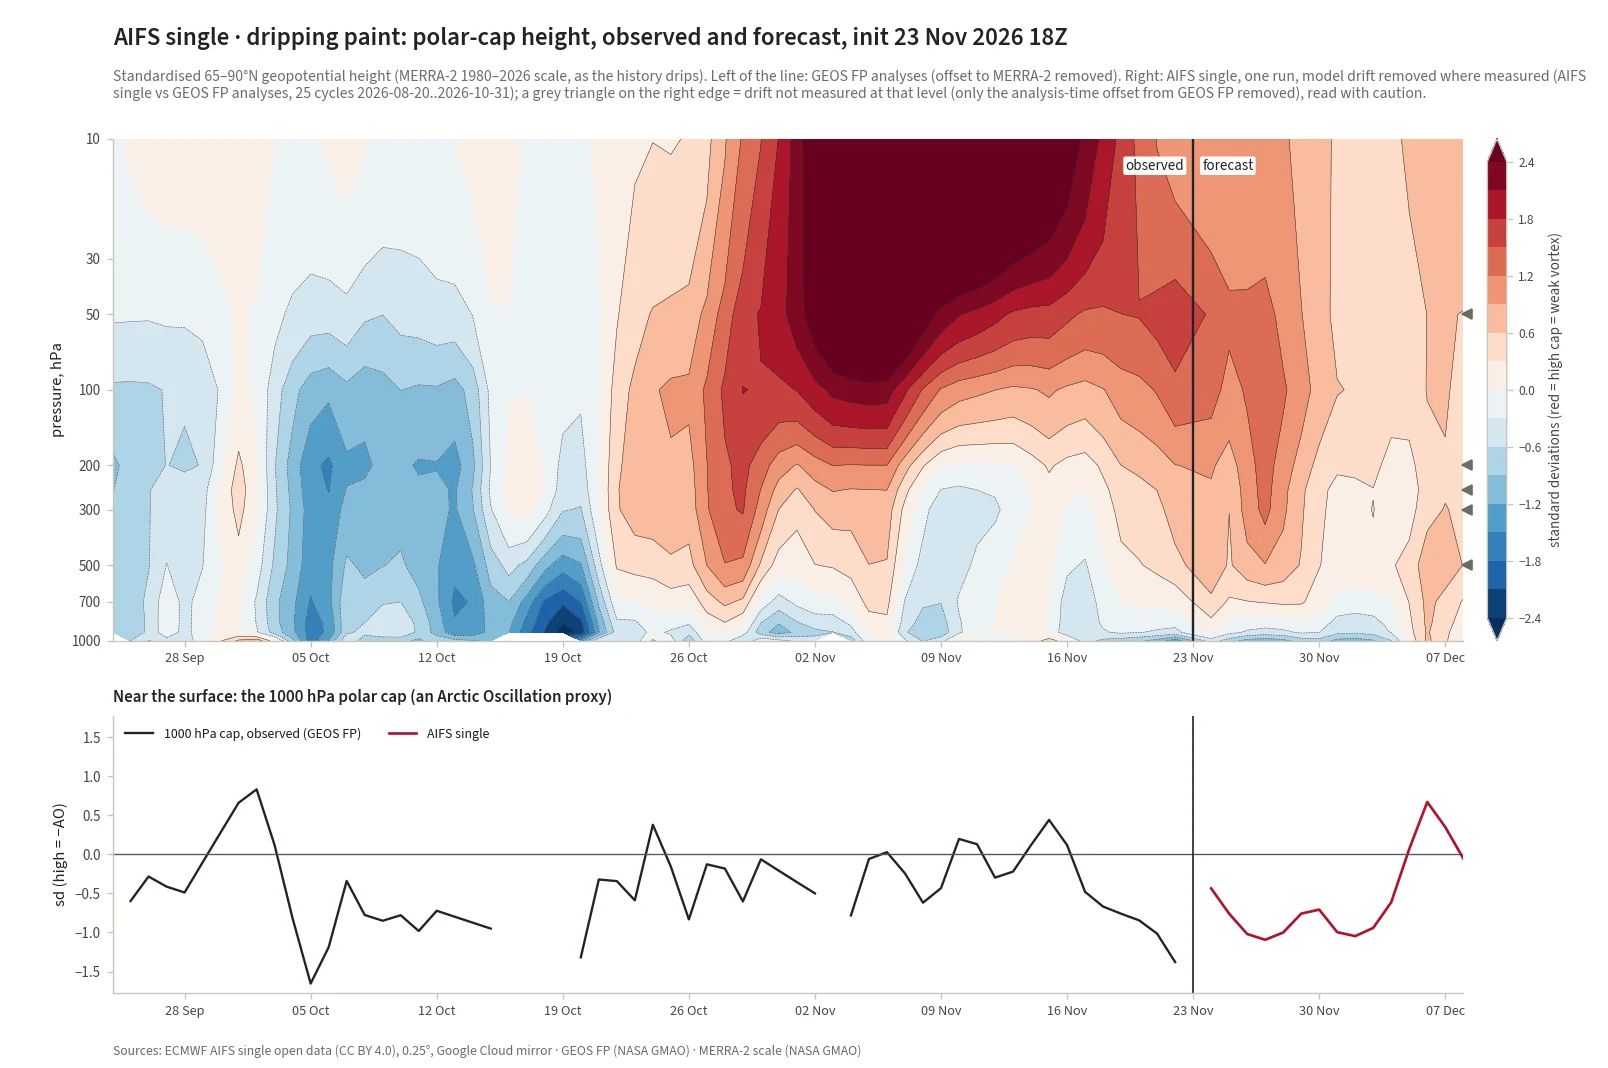 AIFS single · dripping paint: polar-cap height, observed and forecast, init 23 Nov 2026 18Z
Standardised 65–90°N geopotential height (MERRA-2 1980–2026 scale, as the history drips). Left of the line: GEOS FP analyses (offset to MERRA-2 removed). Right: AIFS single, one run, model drift removed where measured (AIFS
single vs GEOS FP analyses, 25 cycles 2026-08-20..2026-10-31); a grey triangle on the right edge = drift not measured at that level (only the analysis-time offset from GEOS FP removed), read with caution.
pressure, hPa
10
30
50
100
200
300
500
700
1000
observed
forecast
28 Sep
05 Oct
12 Oct
19 Oct
26 Oct
02 Nov
09 Nov
16 Nov
23 Nov
30 Nov
07 Dec
2.4
1.8
1.2
0.6
0.0
−0.6
−1.2
−1.8
−2.4
standard deviations (red = high cap = weak vortex)
Near the surface: the 1000 hPa polar cap (an Arctic Oscillation proxy)
1000 hPa cap, observed (GEOS FP)
AIFS single
sd (high = −AO)
1.5
1.0
0.5
0.0
−0.5
−1.0
−1.5
28 Sep
05 Oct
12 Oct
19 Oct
26 Oct
02 Nov
09 Nov
16 Nov
23 Nov
30 Nov
07 Dec
Sources: ECMWF AIFS single open data (CC BY 4.0), 0.25°, Google Cloud mirror · GEOS FP (NASA GMAO) · MERRA-2 scale (NASA GMAO)